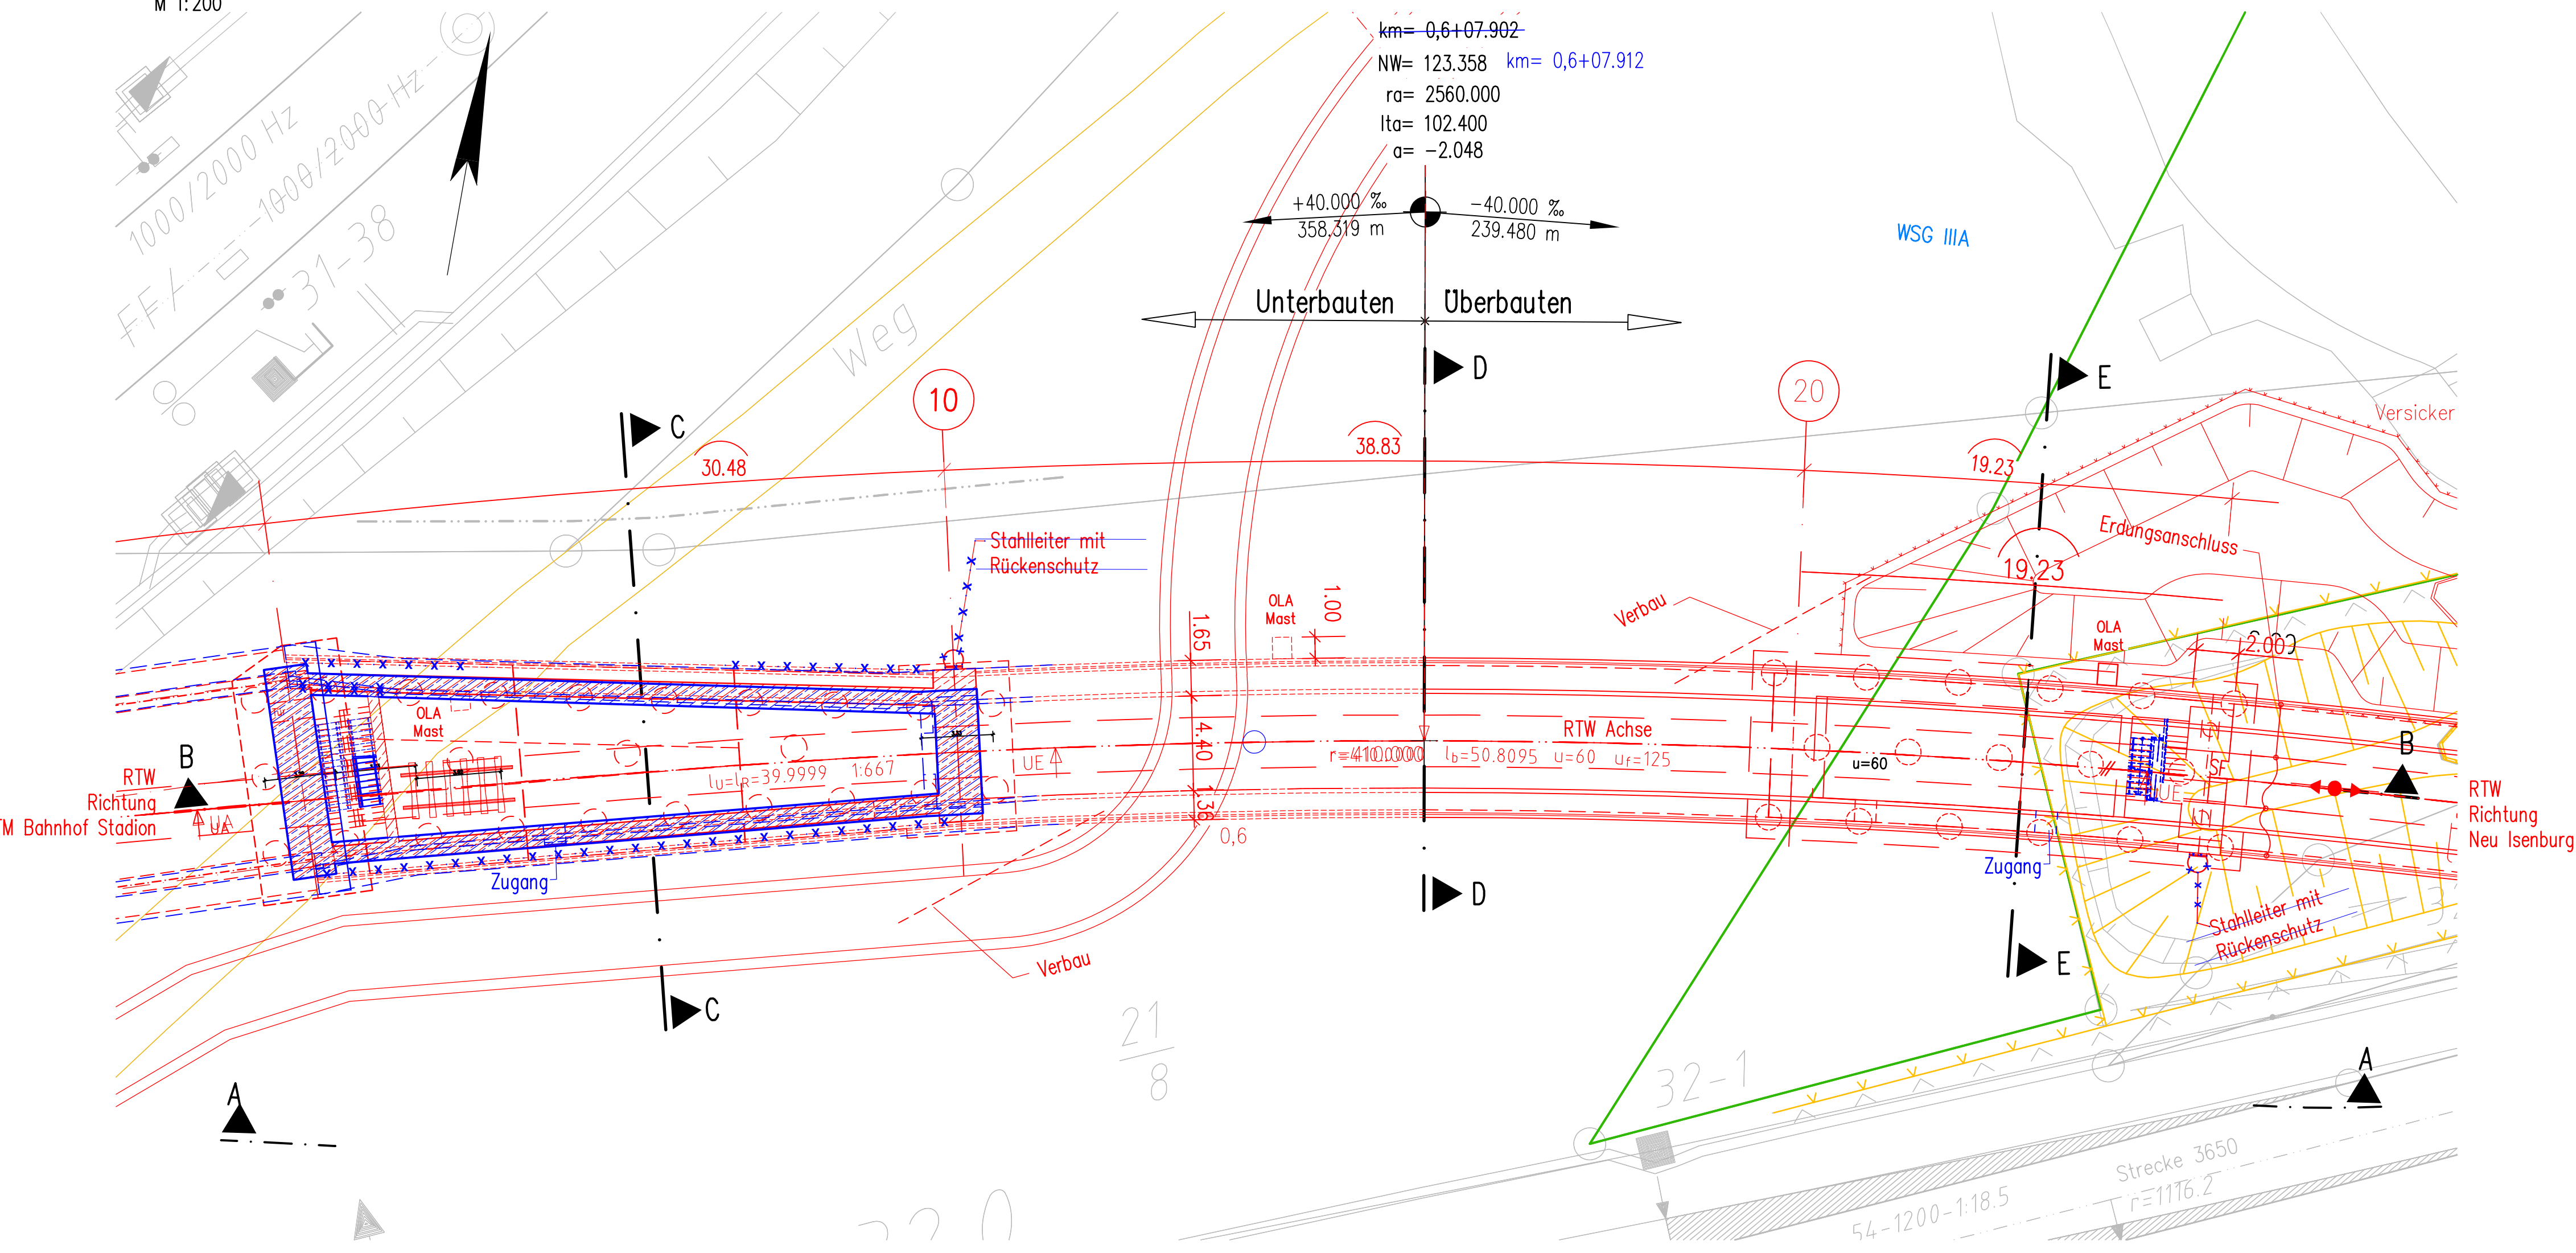 M 1:200
km= 0,6+07.902
NW= 123.358
km= 0,6+07.912
ra= 2560.000
lta= 102.400
a= -2.048
+40.000 ‰
358.319 m
-40.000 ‰
239.480 m
Unterbauten
Überbauten
1000/2000 Hz
1000/2000 Hz
31-38
Weg
WSG IIIA
D
E
C
10
20
30.48
38.83
19.23
Versicker
Erdungsanschluss
19.23
Stahlleiter mit
Rückenschutz
OLA
Mast
1.00
1.65
Verbau
OLA
Mast
2.00
OLA
Mast
RTW Achse
4.40
B
B
RTW
Richtung
TM Bahnhof Stadion
UA
lU=lR=39.9999 1:667
UE
lb=50.8095 u=60 uf=125
u=60
UE
RTW
Richtung
Neu Isenburg
1.36
0,6
Zugang
Zugang
Stahlleiter mit
Rückenschutz
D
E
Verbau
C
21
8
32-1
A
A
Strecke 3650
r=1116.2
54-1200-1:18.5